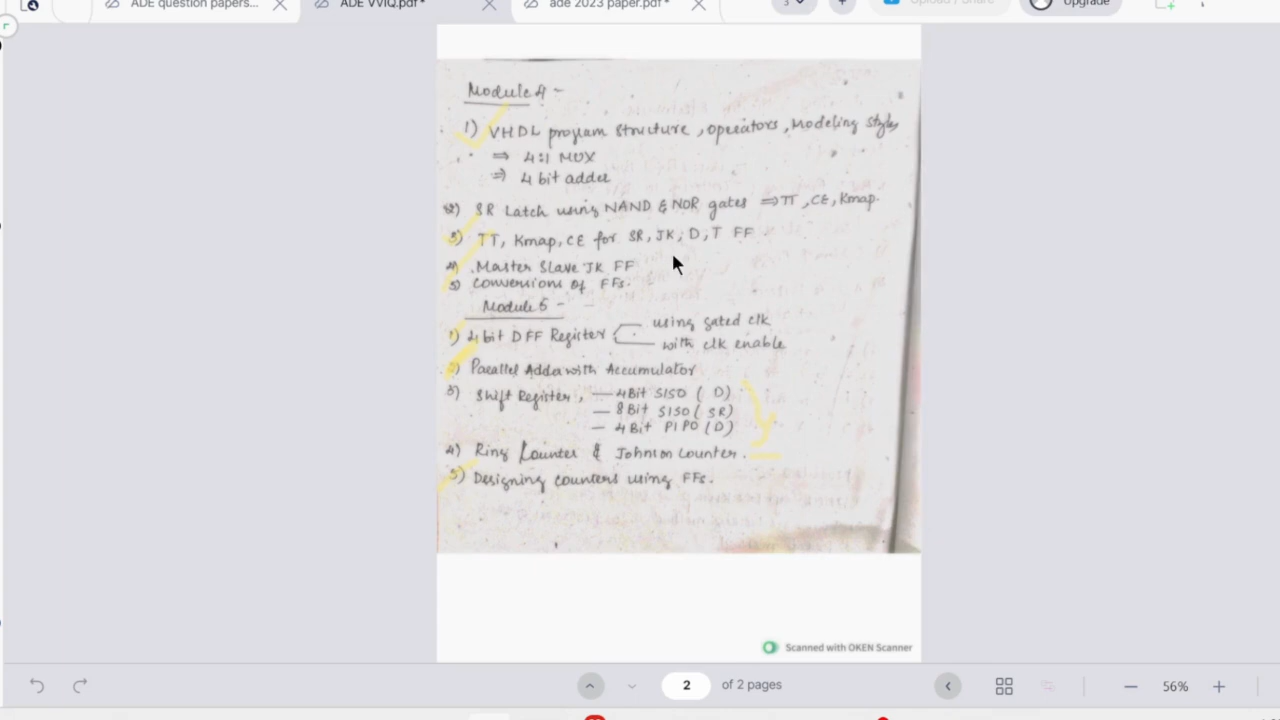 ADE question papers...
ADE VVIQ.pdf*
ade 2023 paper.pdf*
3
Upload / Share
Upgrade
Module 4 -
1) VHDL program structure, operators, Modeling styles
⇒ 4:1 MUX
⇒ 4 bit adder
2) SR Latch using NAND & NOR gates ⇒ TT, CE, Kmap.
3) TT, Kmap, CE for SR, JK, D, T FF
4) Master Slave JK FF
5) Conversions of FFs.
Module 5 -
1) 4 bit DFF Register — using gated clk
— with clk enable
2) Parallel Adder with Accumulator
3) Shift Register, — 4 Bit SISO (D)
— 8 Bit SISO (SR)
— 4 Bit PIPO (D)
4) Ring Counter & Johnson Counter.
5) Designing counters using FFs.
Scanned with OKEN Scanner
2 of 2 pages
56%